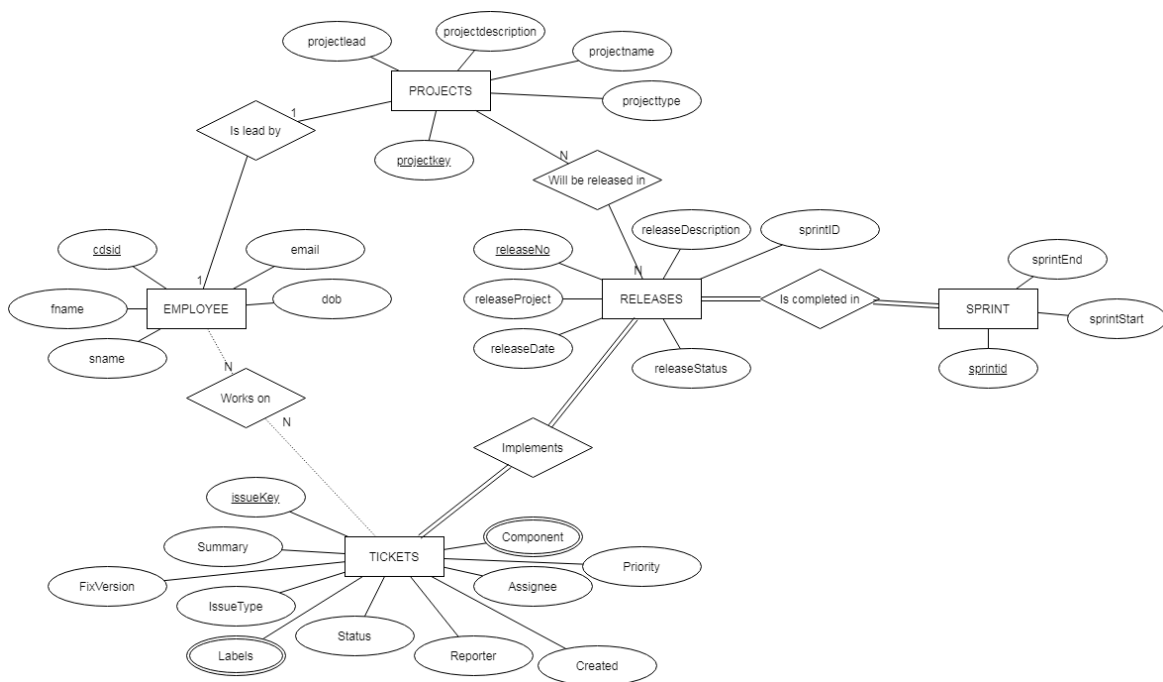 projectdescription
projectlead
projectname
PROJECTS
projecttype
1
Is lead by
projectkey
N
Will be released in
releaseDescription
sprintID
cdsid
email
releaseNo
sprintEnd
N
1
fname
EMPLOYEE
dob
releaseProject
RELEASES
Is completed in
SPRINT
sprintStart
sname
releaseDate
releaseStatus
sprintid
N
Works on
N
Implements
issueKey
Component
Summary
TICKETS
Priority
FixVersion
Assignee
IssueType
Status
Labels
Reporter
Created